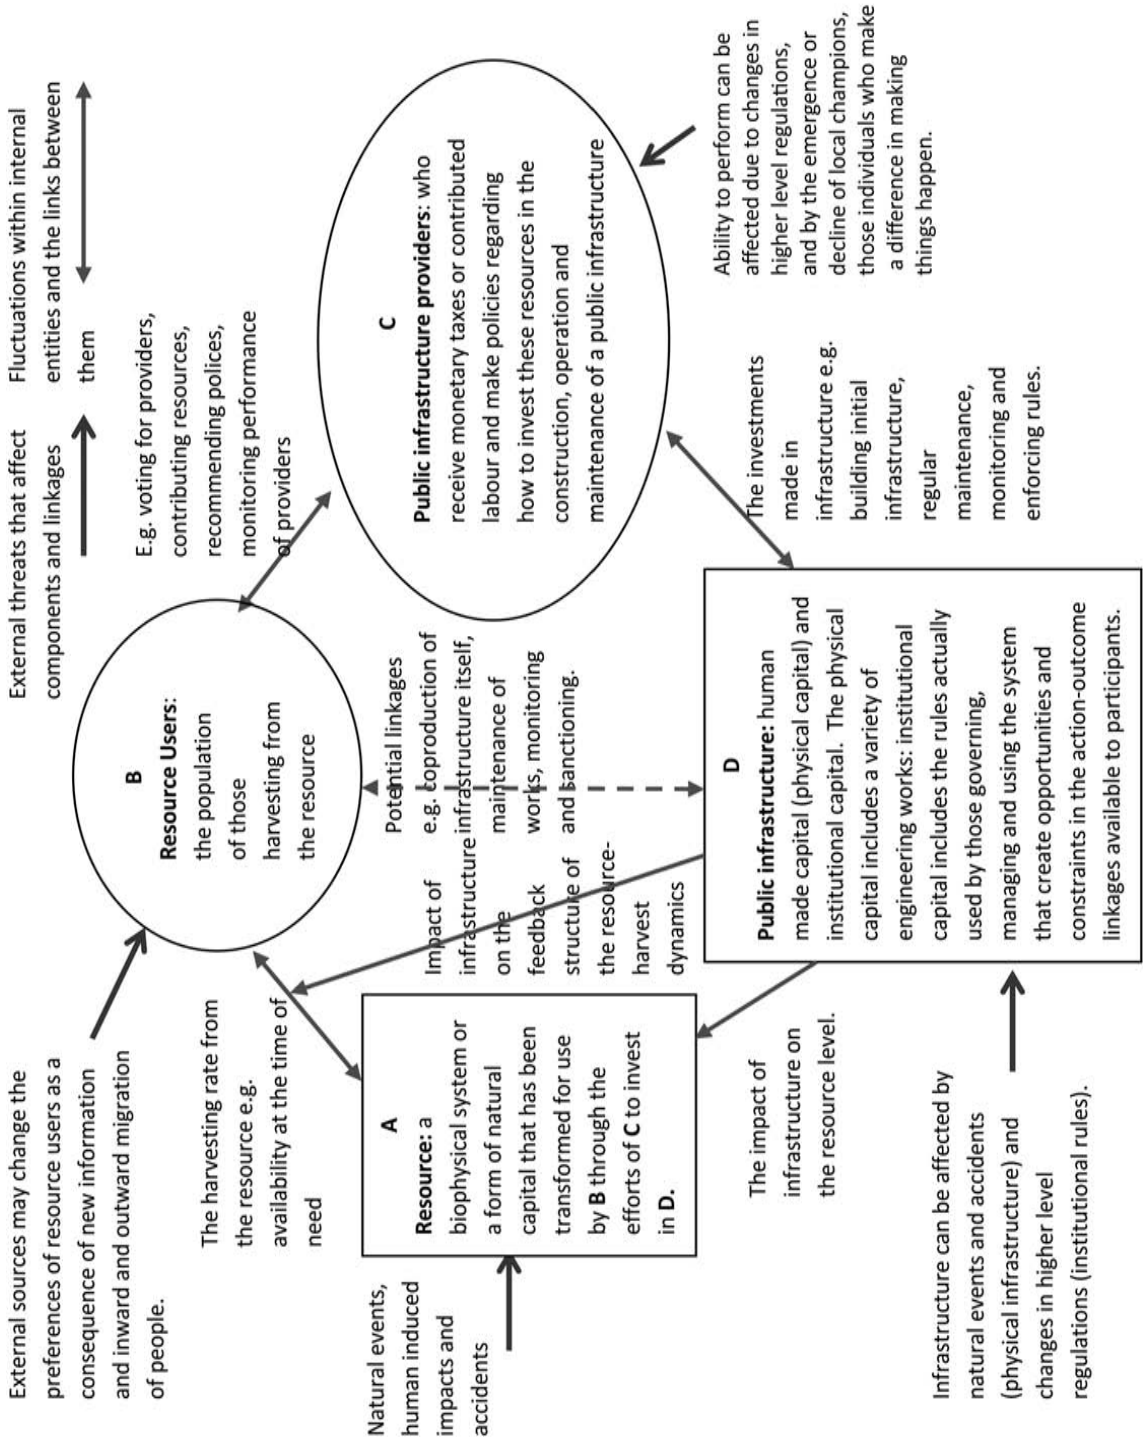 External sources may change the
preferences of resource users as a
consequence of new information
and inward and outward migration
of people.
External threats that affect
components and linkages
Fluctuations within internal
entities and the links between
them
B
Resource Users:
the population
of those
harvesting from
the resource
E.g. voting for providers,
contributing resources,
recommending polices,
monitoring performance
of providers
The harvesting rate from
the resource e.g.
availability at the time of
need
Natural events,
human induced
impacts and
accidents
A
Resource: a
biophysical system or
a form of natural
capital that has been
transformed for use
by B through the
efforts of C to invest
in D.
Impact of
infrastructure
on the
feedback
structure of
the resource-
harvest
dynamics
Potential linkages
e.g. coproduction of
infrastructure itself,
maintenance of
works, monitoring
and sanctioning.
C
Public infrastructure providers: who
receive monetary taxes or contributed
labour and make policies regarding
how to invest these resources in the
construction, operation and
maintenance of a public infrastructure
The impact of
infrastructure on
the resource level.
D
Public infrastructure: human
made capital (physical capital) and
institutional capital. The physical
capital includes a variety of
engineering works: institutional
capital includes the rules actually
used by those governing,
managing and using the system
that create opportunities and
constraints in the action-outcome
linkages available to participants.
The investments
made in
infrastructure e.g.
building initial
infrastructure,
regular
maintenance,
monitoring and
enforcing rules.
Ability to perform can be
affected due to changes in
higher level regulations,
and by the emergence or
decline of local champions,
those individuals who make
a difference in making
things happen.
Infrastructure can be affected by
natural events and accidents
(physical infrastructure) and
changes in higher level
regulations (institutional rules).